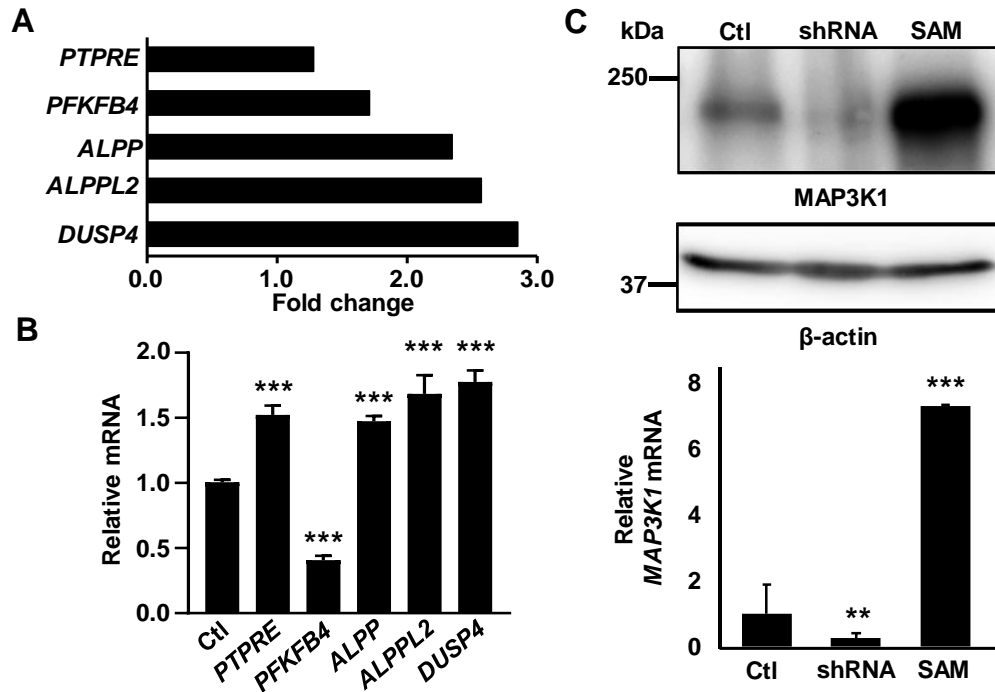 A
PTPRE
PFKFB4
ALPP
ALPPL2
DUSP4
0.0 1.0 2.0 3.0
Fold change
B
Relative mRNA
2.0
1.5
1.0
0.5
0.0
*** *** *** *** ***
Ctl PTPRE PFKFB4 ALPP ALPPL2 DUSP4
C
kDa Ctl shRNA SAM
250
MAP3K1
37
β-actin
Relative
MAP3K1 mRNA
8
6
4
2
0
** ***
Ctl shRNA SAM